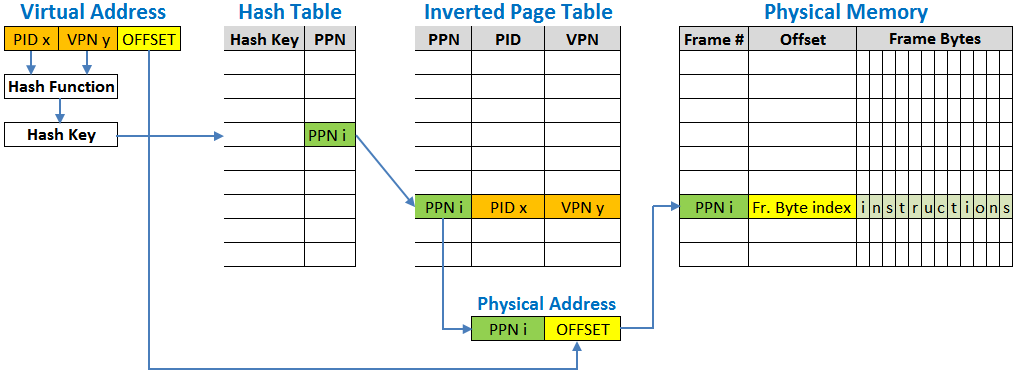 Virtual Address Hash Table Inverted Page Table Physical Memory
PID x VPN y OFFSET Hash Key PPN PPN PID VPN Frame # Offset Frame Bytes
Hash Function
Hash Key PPN i
PPN i PID x VPN y PPN i Fr. Byte index instructions
Physical Address
PPN i OFFSET